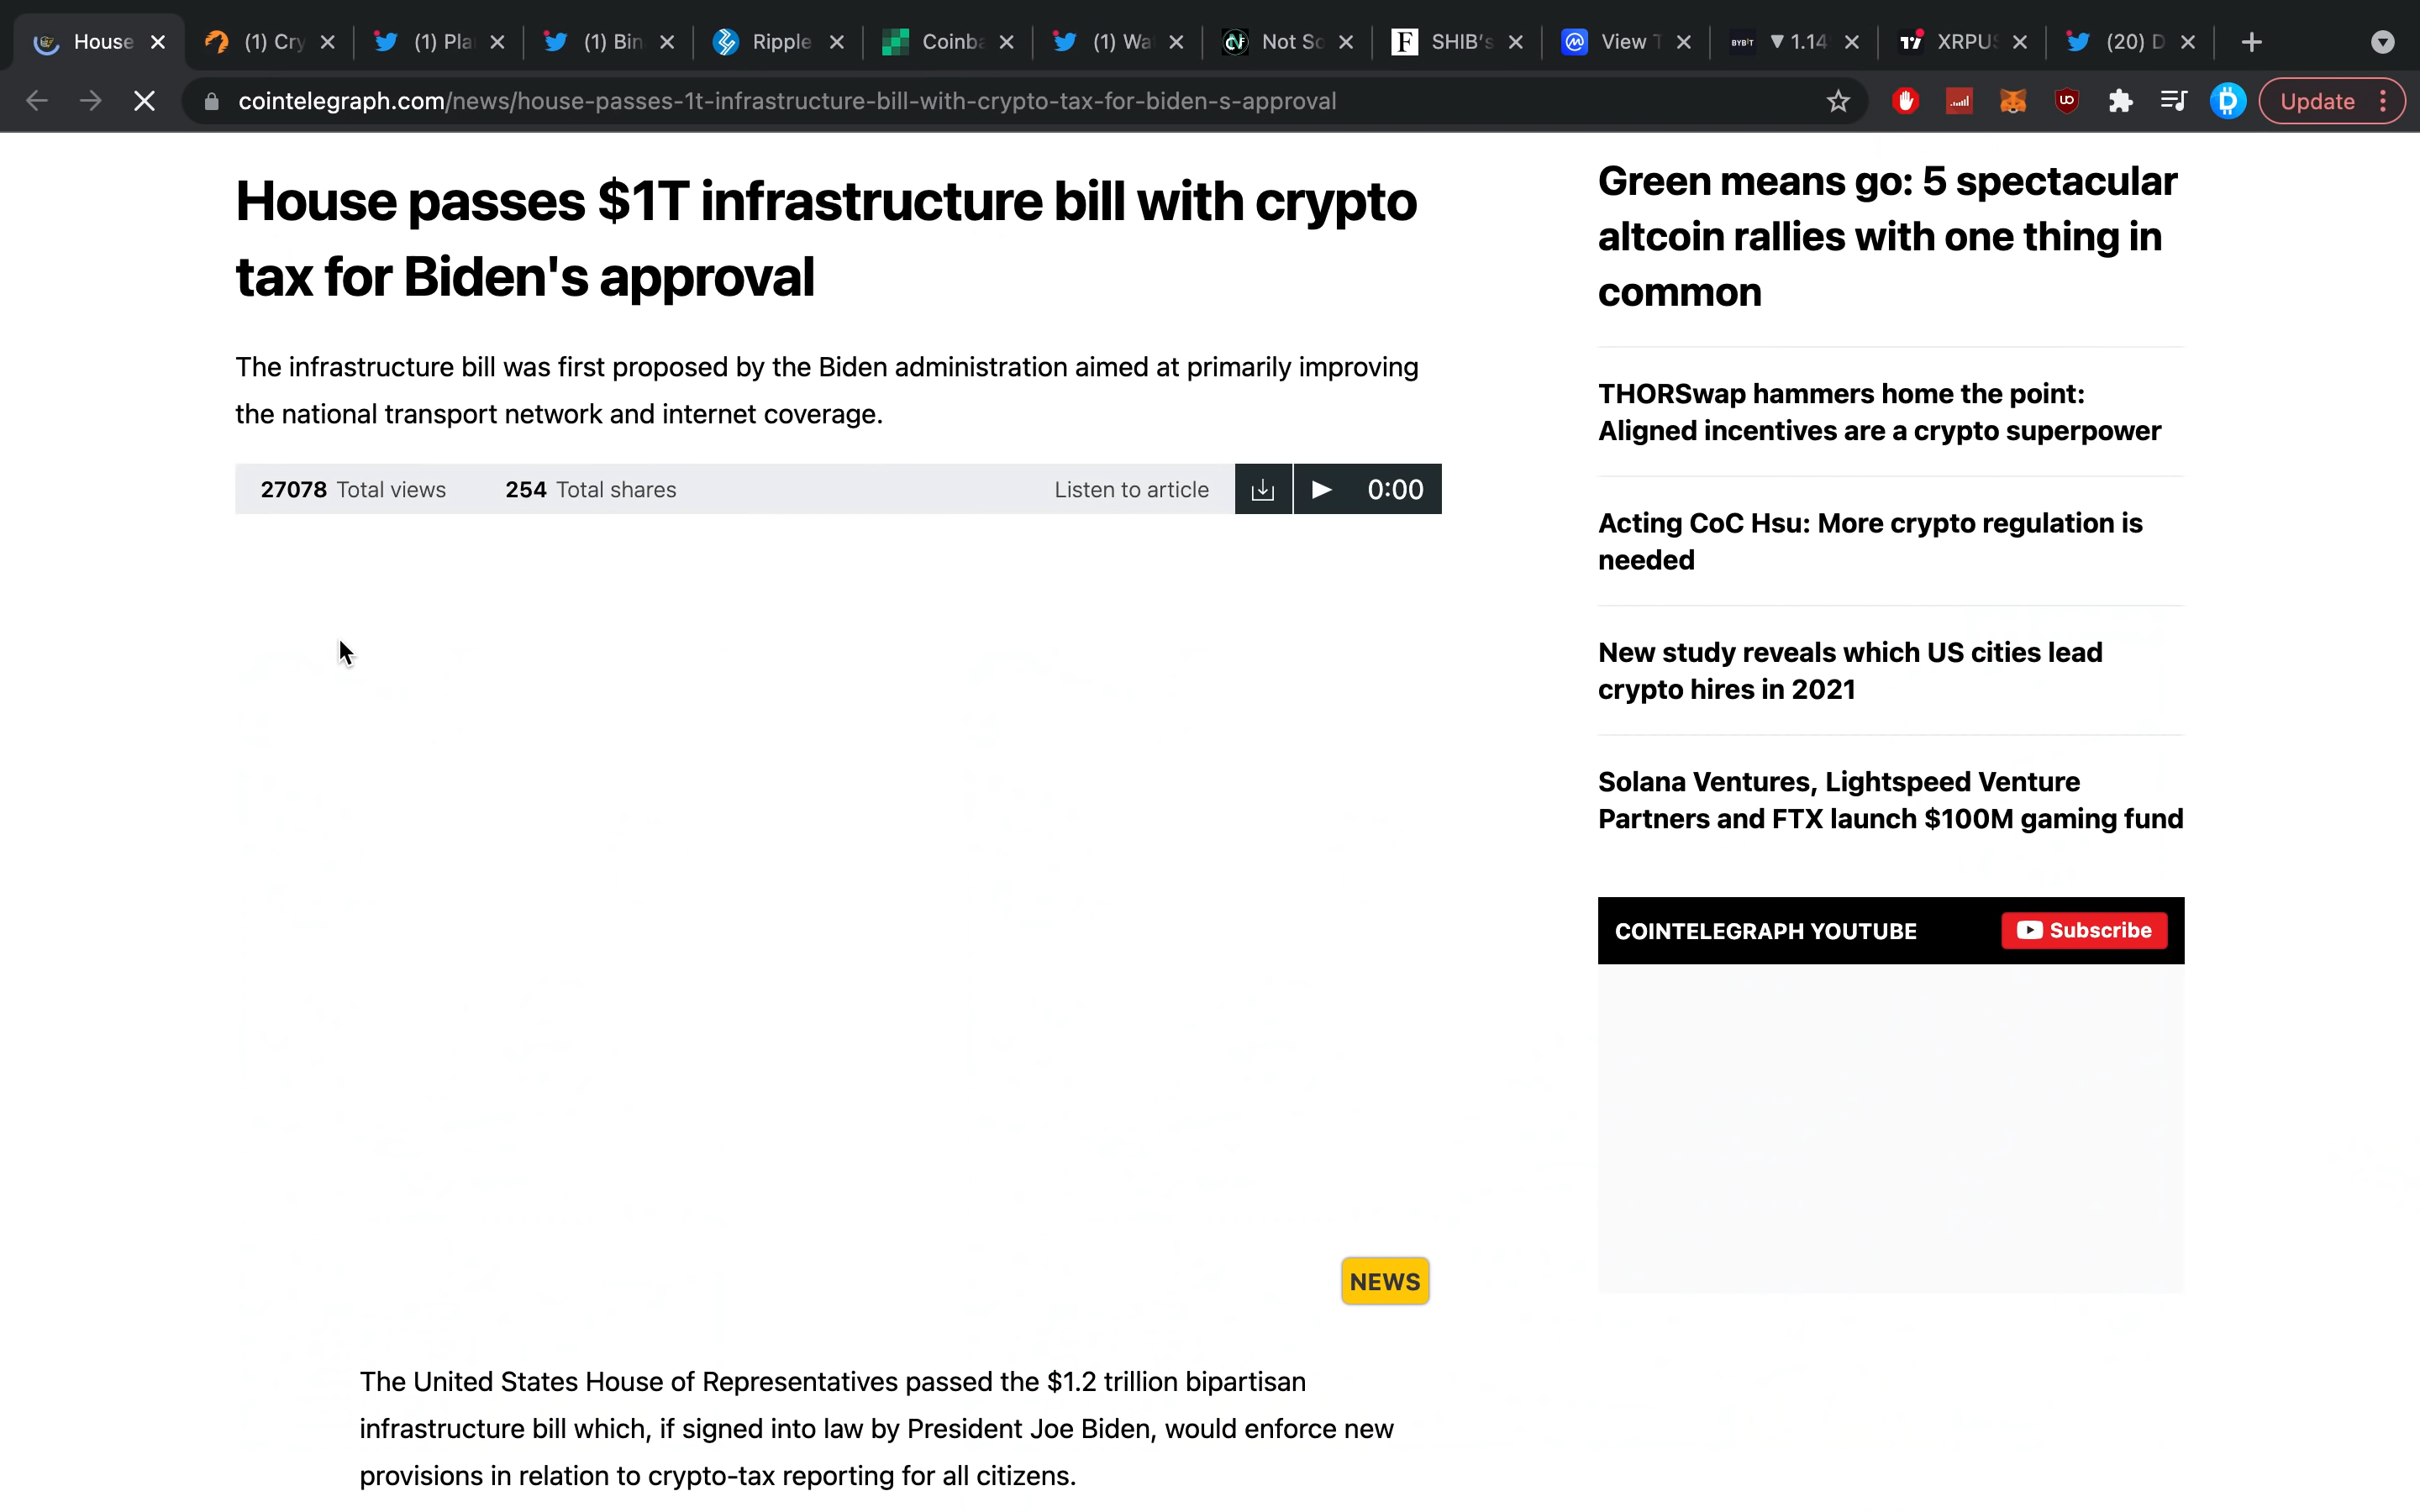 House
(1) Cry
(1) Pla
(1) Bin
Ripple
Coinba
(1) Wa
Not So
F
SHIB's
View T
BYBIT
▼ 1.14
XRPUS
(20) D
cointelegraph.com/news/house-passes-1t-infrastructure-bill-with-crypto-tax-for-biden-s-approval
Update
House passes $1T infrastructure bill with crypto
tax for Biden's approval
The infrastructure bill was first proposed by the Biden administration aimed at primarily improving
the national transport network and internet coverage.
27078 Total views 254 Total shares Listen to article 0:00
NEWS
The United States House of Representatives passed the $1.2 trillion bipartisan
infrastructure bill which, if signed into law by President Joe Biden, would enforce new
provisions in relation to crypto-tax reporting for all citizens.
Green means go: 5 spectacular
altcoin rallies with one thing in
common
THORSwap hammers home the point:
Aligned incentives are a crypto superpower
Acting CoC Hsu: More crypto regulation is
needed
New study reveals which US cities lead
crypto hires in 2021
Solana Ventures, Lightspeed Venture
Partners and FTX launch $100M gaming fund
COINTELEGRAPH YOUTUBE
Subscribe